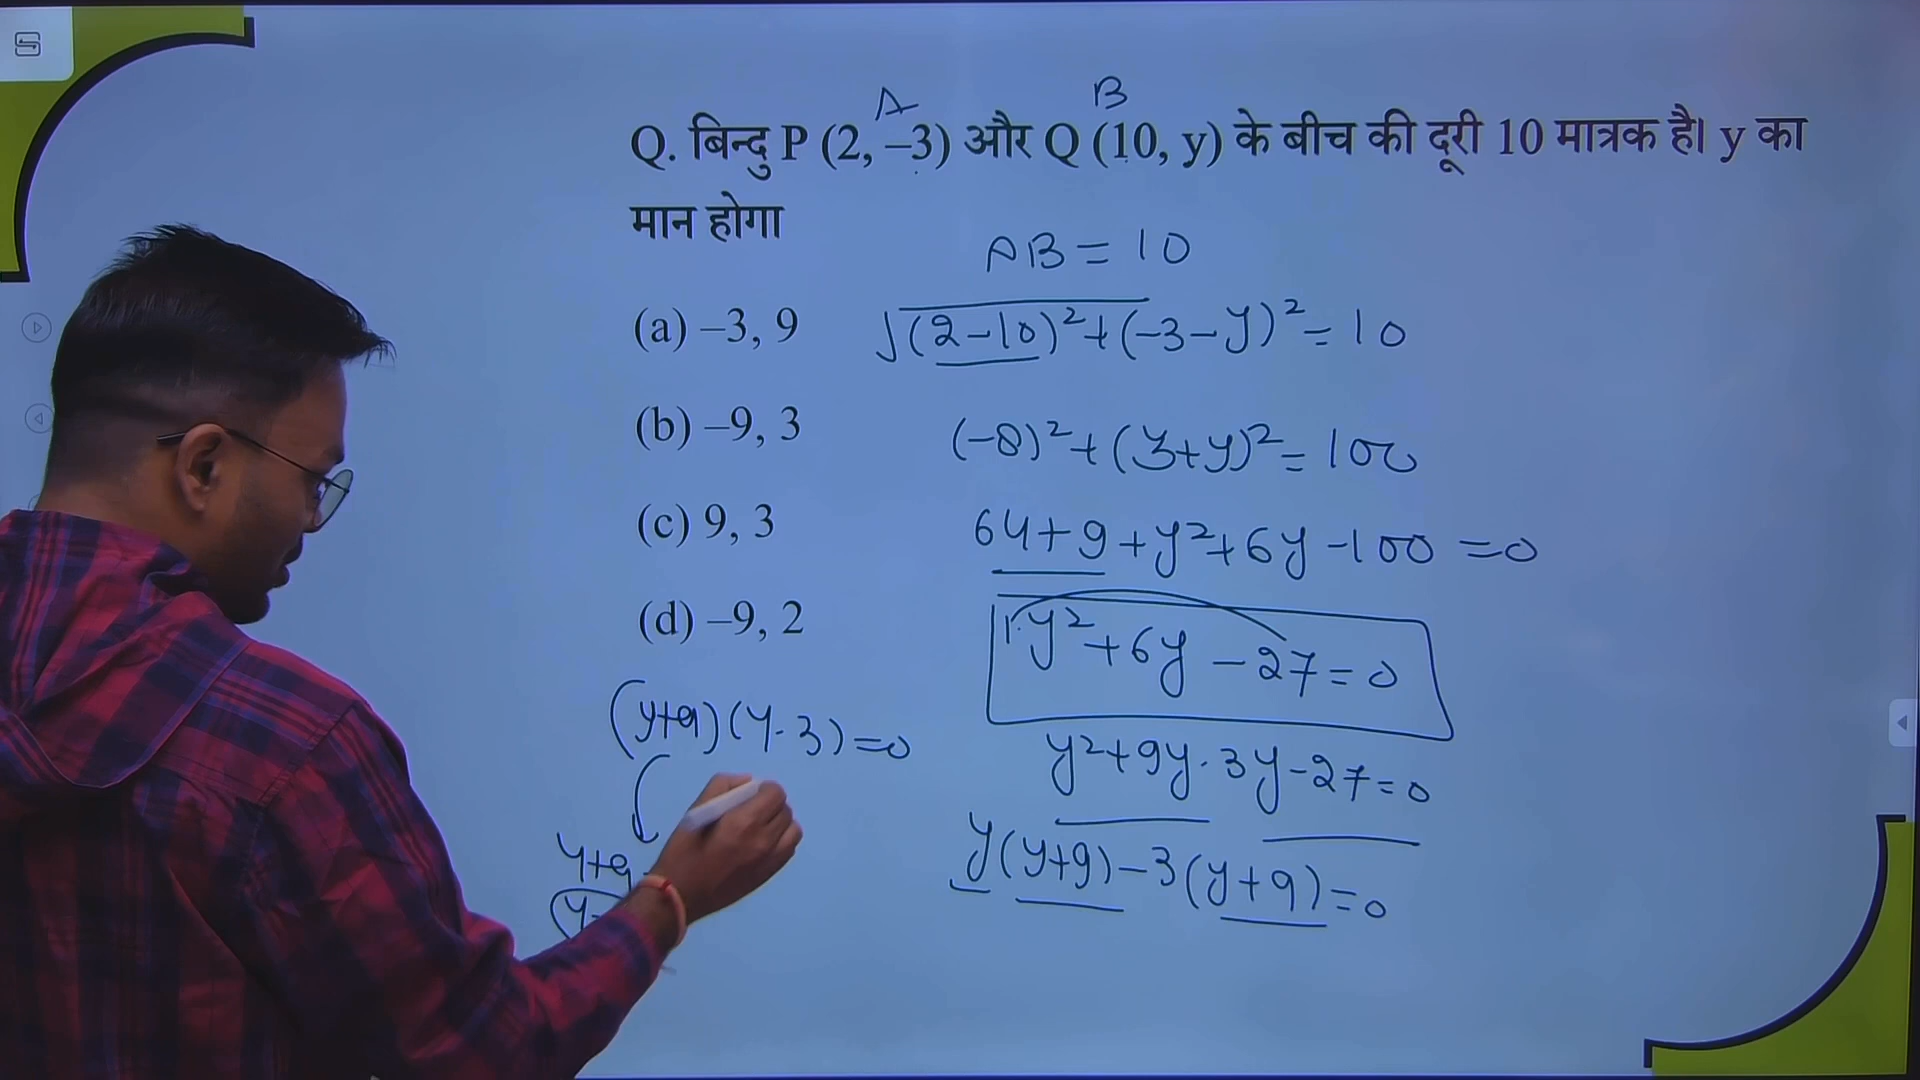 A B
Q. बिन्दु P (2, –3) और Q (10, y) के बीच की दूरी 10 मात्रक है। y का
मान होगा
AB = 10
(a) –3, 9
√(2-10)²+(-3-y)² = 10
(b) –9, 3
(-8)²+(3+y)² = 100
(c) 9, 3
64+9+y²+6y-100 = 0
(d) –9, 2
1.y²+6y-27=0
(y+9)(y-3)=0
y²+9y-3y-27=0
y+9
y(y+9)-3(y+9)=0